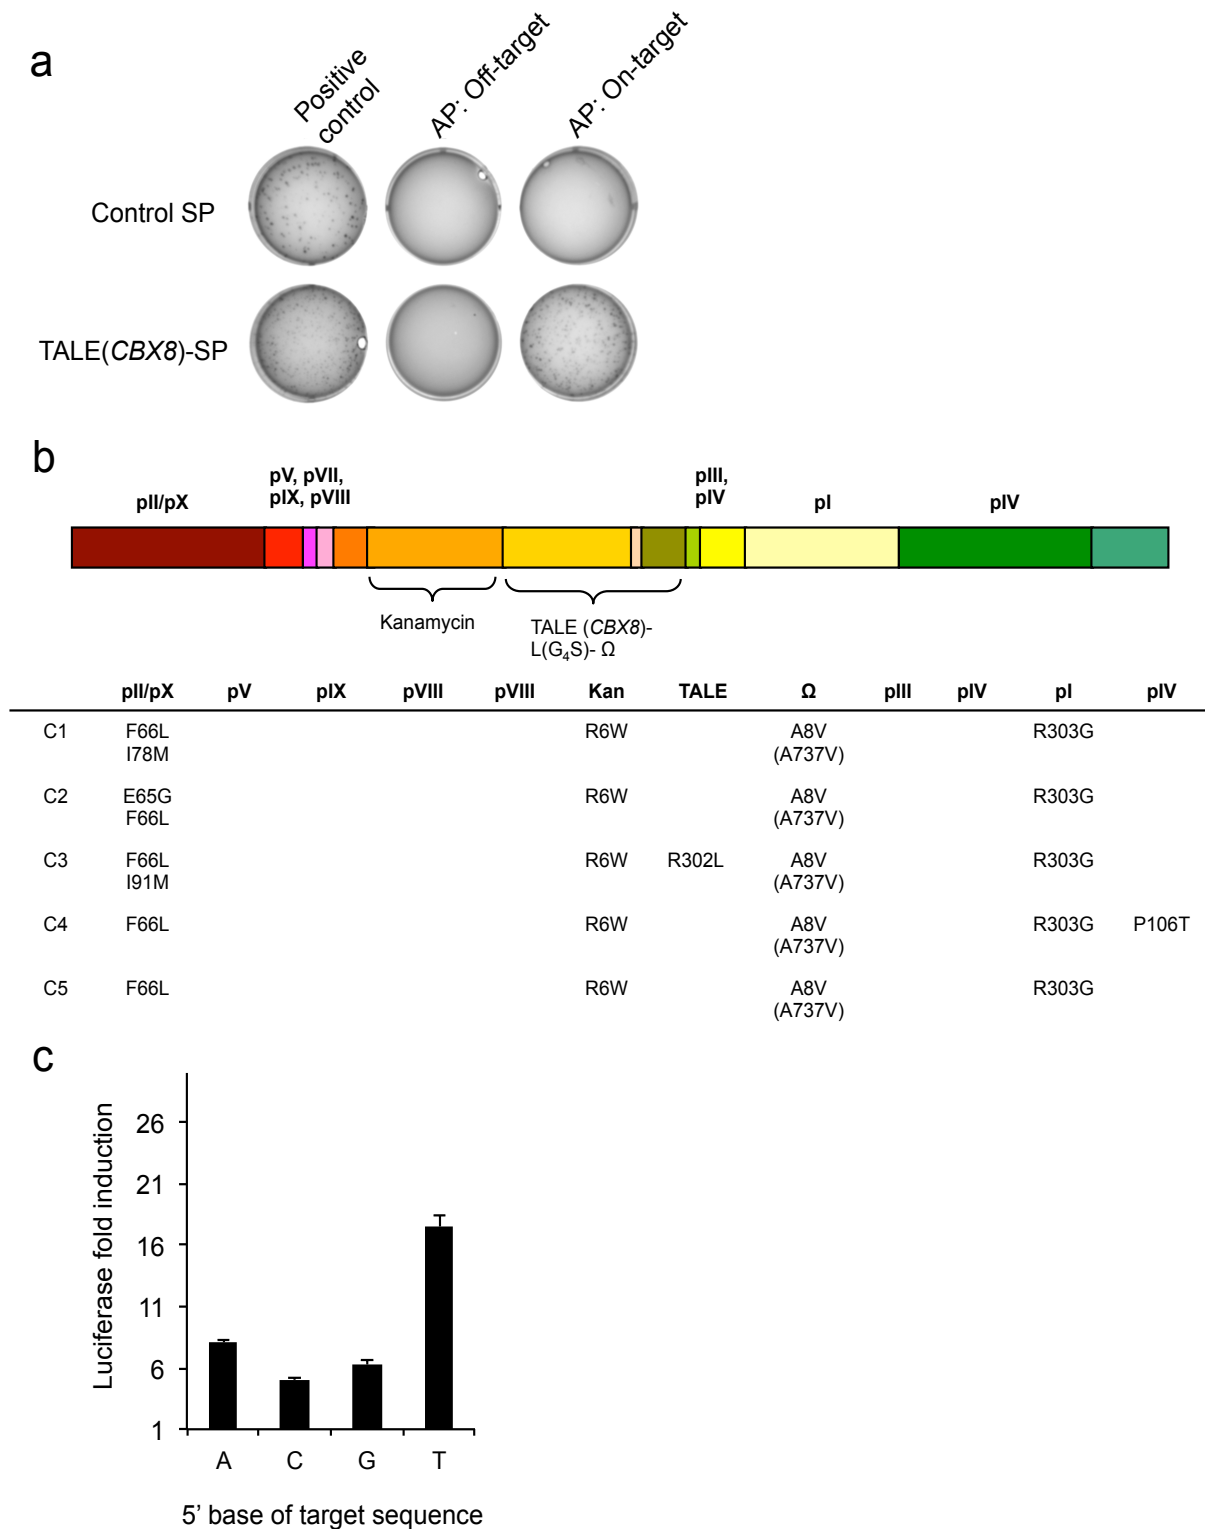 a
Positive
control
AP: Off-target
AP: On-target
Control SP
TALE(CBX8)-SP
b
pII/pX
pV, pVII,
pIX, pVIII
pIII,
pIV
pI
pIV
Kanamycin
TALE (CBX8)-
L(G₄S)- Ω
pII/pX pV pIX pVIII pVIII Kan TALE Ω pIII pIV pI pIV
C1 F66L R6W A8V R303G
I78M (A737V)
C2 E65G R6W A8V R303G
F66L (A737V)
C3 F66L R6W R302L A8V R303G
I91M (A737V)
C4 F66L R6W A8V R303G P106T
(A737V)
C5 F66L R6W A8V R303G
(A737V)
c
Luciferase fold induction
26
21
16
11
6
1
A C G T
5’ base of target sequence